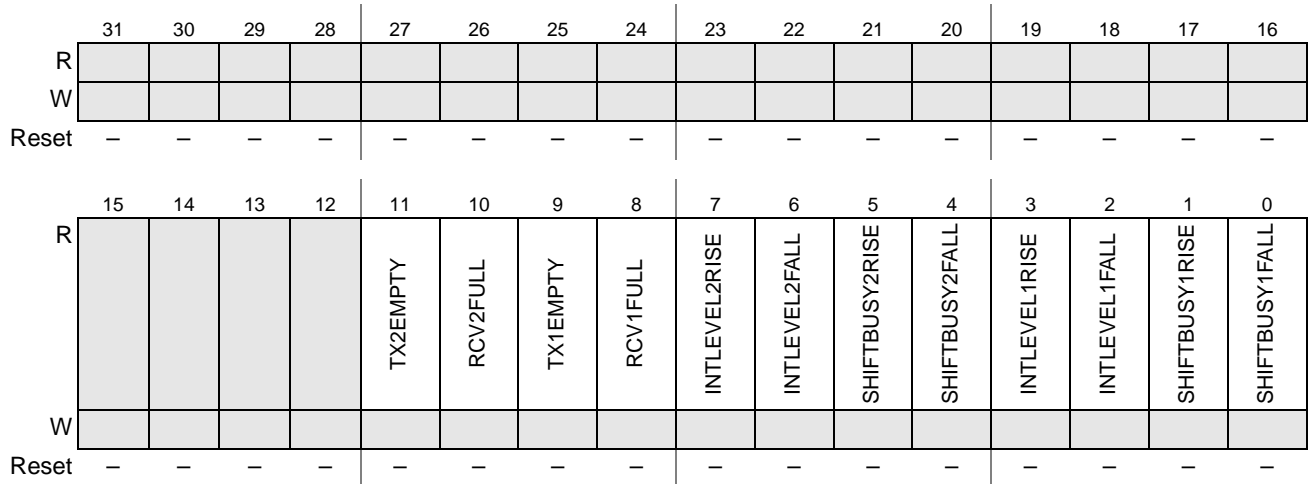 31 30 29 28 27 26 25 24 23 22 21 20 19 18 17 16
R
W
Reset – – – – – – – – – – – – – – – –
15 14 13 12 11 10 9 8 7 6 5 4 3 2 1 0
R TX2EMPTY RCV2FULL TX1EMPTY RCV1FULL INTLEVEL2RISE INTLEVEL2FALL SHIFTBUSY2RISE SHIFTBUSY2FALL INTLEVEL1RISE INTLEVEL1FALL SHIFTBUSY1RISE SHIFTBUSY1FALL
W
Reset – – – – – – – – – – – – – – – –